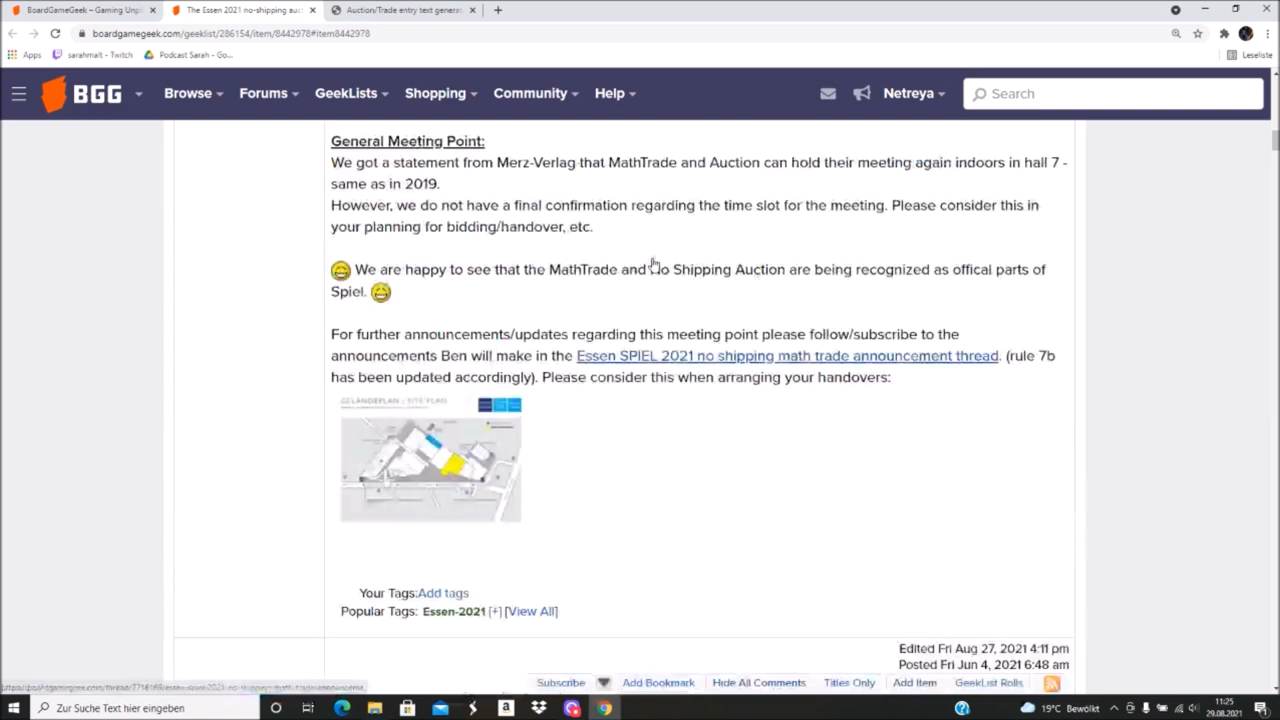 BoardGameGeek – Gaming Unpl
The Essen 2021 no-shipping auc
Auction/Trade entry text genera
boardgamegeek.com/geeklist/286154/item/8442978#item8442978
Apps
sarahmalt - Twitch
Podcast Sarah - Go...
Leseliste
BGG
Browse
Forums
GeekLists
Shopping
Community
Help
Netreya
Search
General Meeting Point:
We got a statement from Merz-Verlag that MathTrade and Auction can hold their meeting again indoors in hall 7 -
same as in 2019.
However, we do not have a final confirmation regarding the time slot for the meeting. Please consider this in
your planning for bidding/handover, etc.
We are happy to see that the MathTrade and No Shipping Auction are being recognized as offical parts of
Spiel.
For further announcements/updates regarding this meeting point please follow/subscribe to the
announcements Ben will make in the Essen SPIEL 2021 no shipping math trade announcement thread. (rule 7b
has been updated accordingly). Please consider this when arranging your handovers:
GELÄNDEPLAN | SITE PLAN
Your Tags:Add tags
Popular Tags: Essen-2021 [+] [View All]
Edited Fri Aug 27, 2021 4:11 pm
Posted Fri Jun 4, 2021 6:48 am
Subscribe Add Bookmark Hide All Comments Titles Only Add Item GeekList Rolls
Zur Suche Text hier eingeben
19°C Bewölkt
11:25
29.08.2021